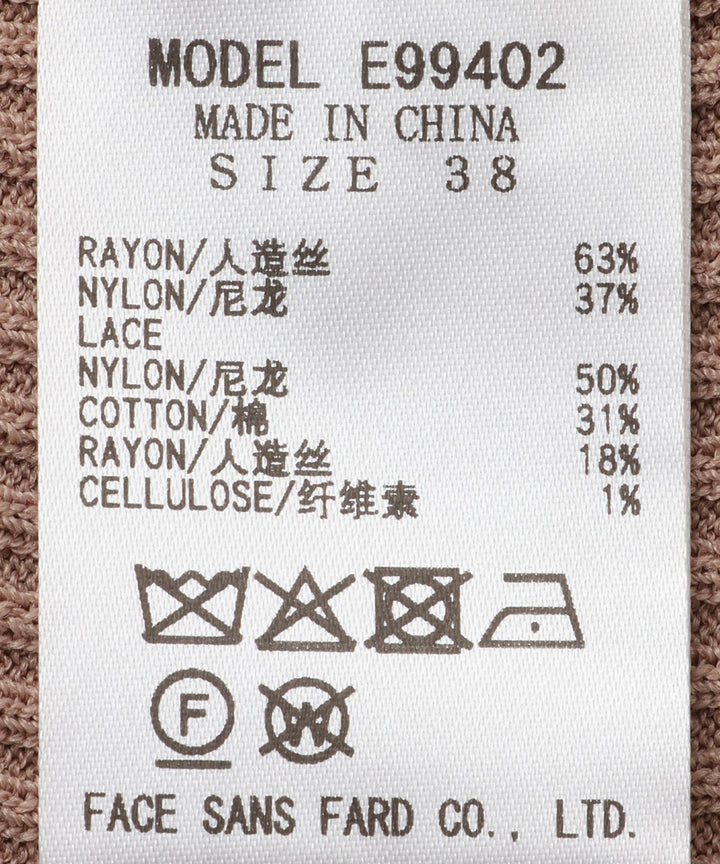 MODEL E99402
MADE IN CHINA
SIZE 38
RAYON/人造丝 63%
NYLON/尼龙 37%
LACE
NYLON/尼龙 50%
COTTON/棉 31%
RAYON/人造丝 18%
CELLULOSE/纤维素 1%
F W
FACE SANS FARD CO., LTD.